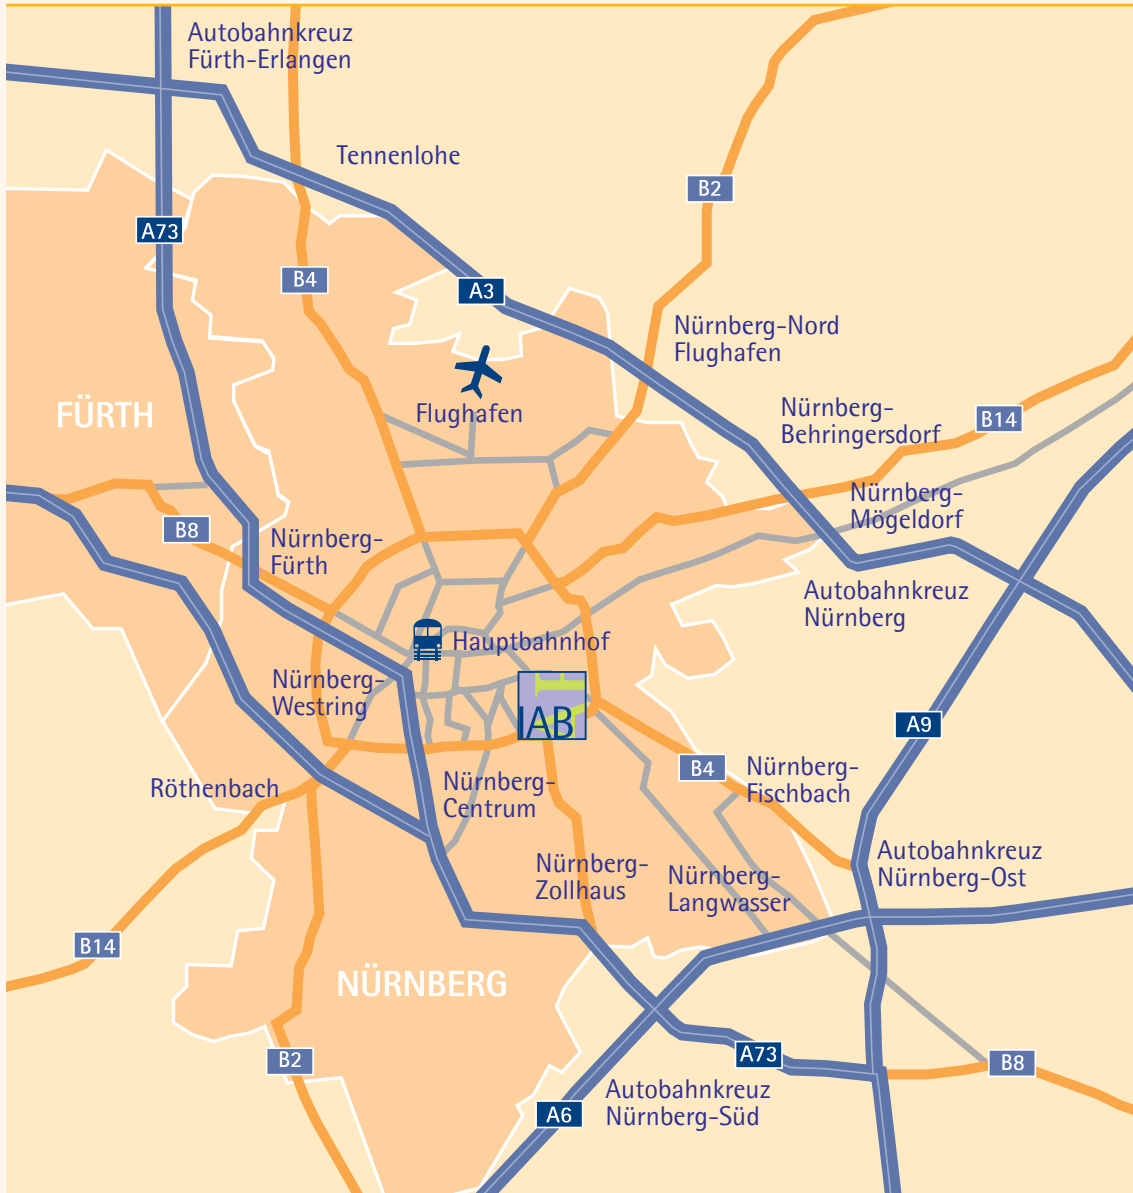 Autobahnkreuz
Fürth-Erlangen
Tennenlohe
B2
A73
B4
A3
Nürnberg-Nord
Flughafen
Flughafen
FÜRTH
Nürnberg-
Behringersdorf
B14
Nürnberg-
Mögeldorf
B8
Nürnberg-
Fürth
Autobahnkreuz
Nürnberg
Hauptbahnhof
Nürnberg-
Westring
IAB
A9
B4
Nürnberg-
Fischbach
Röthenbach
Nürnberg-
Centrum
Autobahnkreuz
Nürnberg-Ost
Nürnberg-
Zollhaus
Nürnberg-
Langwasser
B14
NÜRNBERG
B2
A73
B8
Autobahnkreuz
Nürnberg-Süd
A6